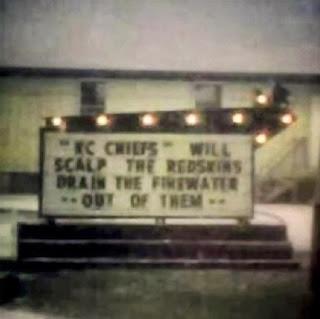 "KC CHIEFS" WILL
SCALP THE REDSKINS
DRAIN THE FIREWATER
-- OUT OF THEM --